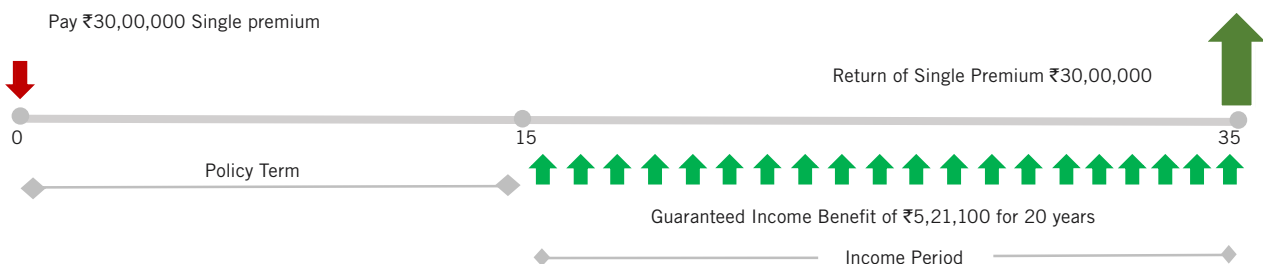 Pay ₹30,00,000 Single premium
Return of Single Premium ₹30,00,000
0
15
35
Policy Term
Guaranteed Income Benefit of ₹5,21,100 for 20 years
Income Period